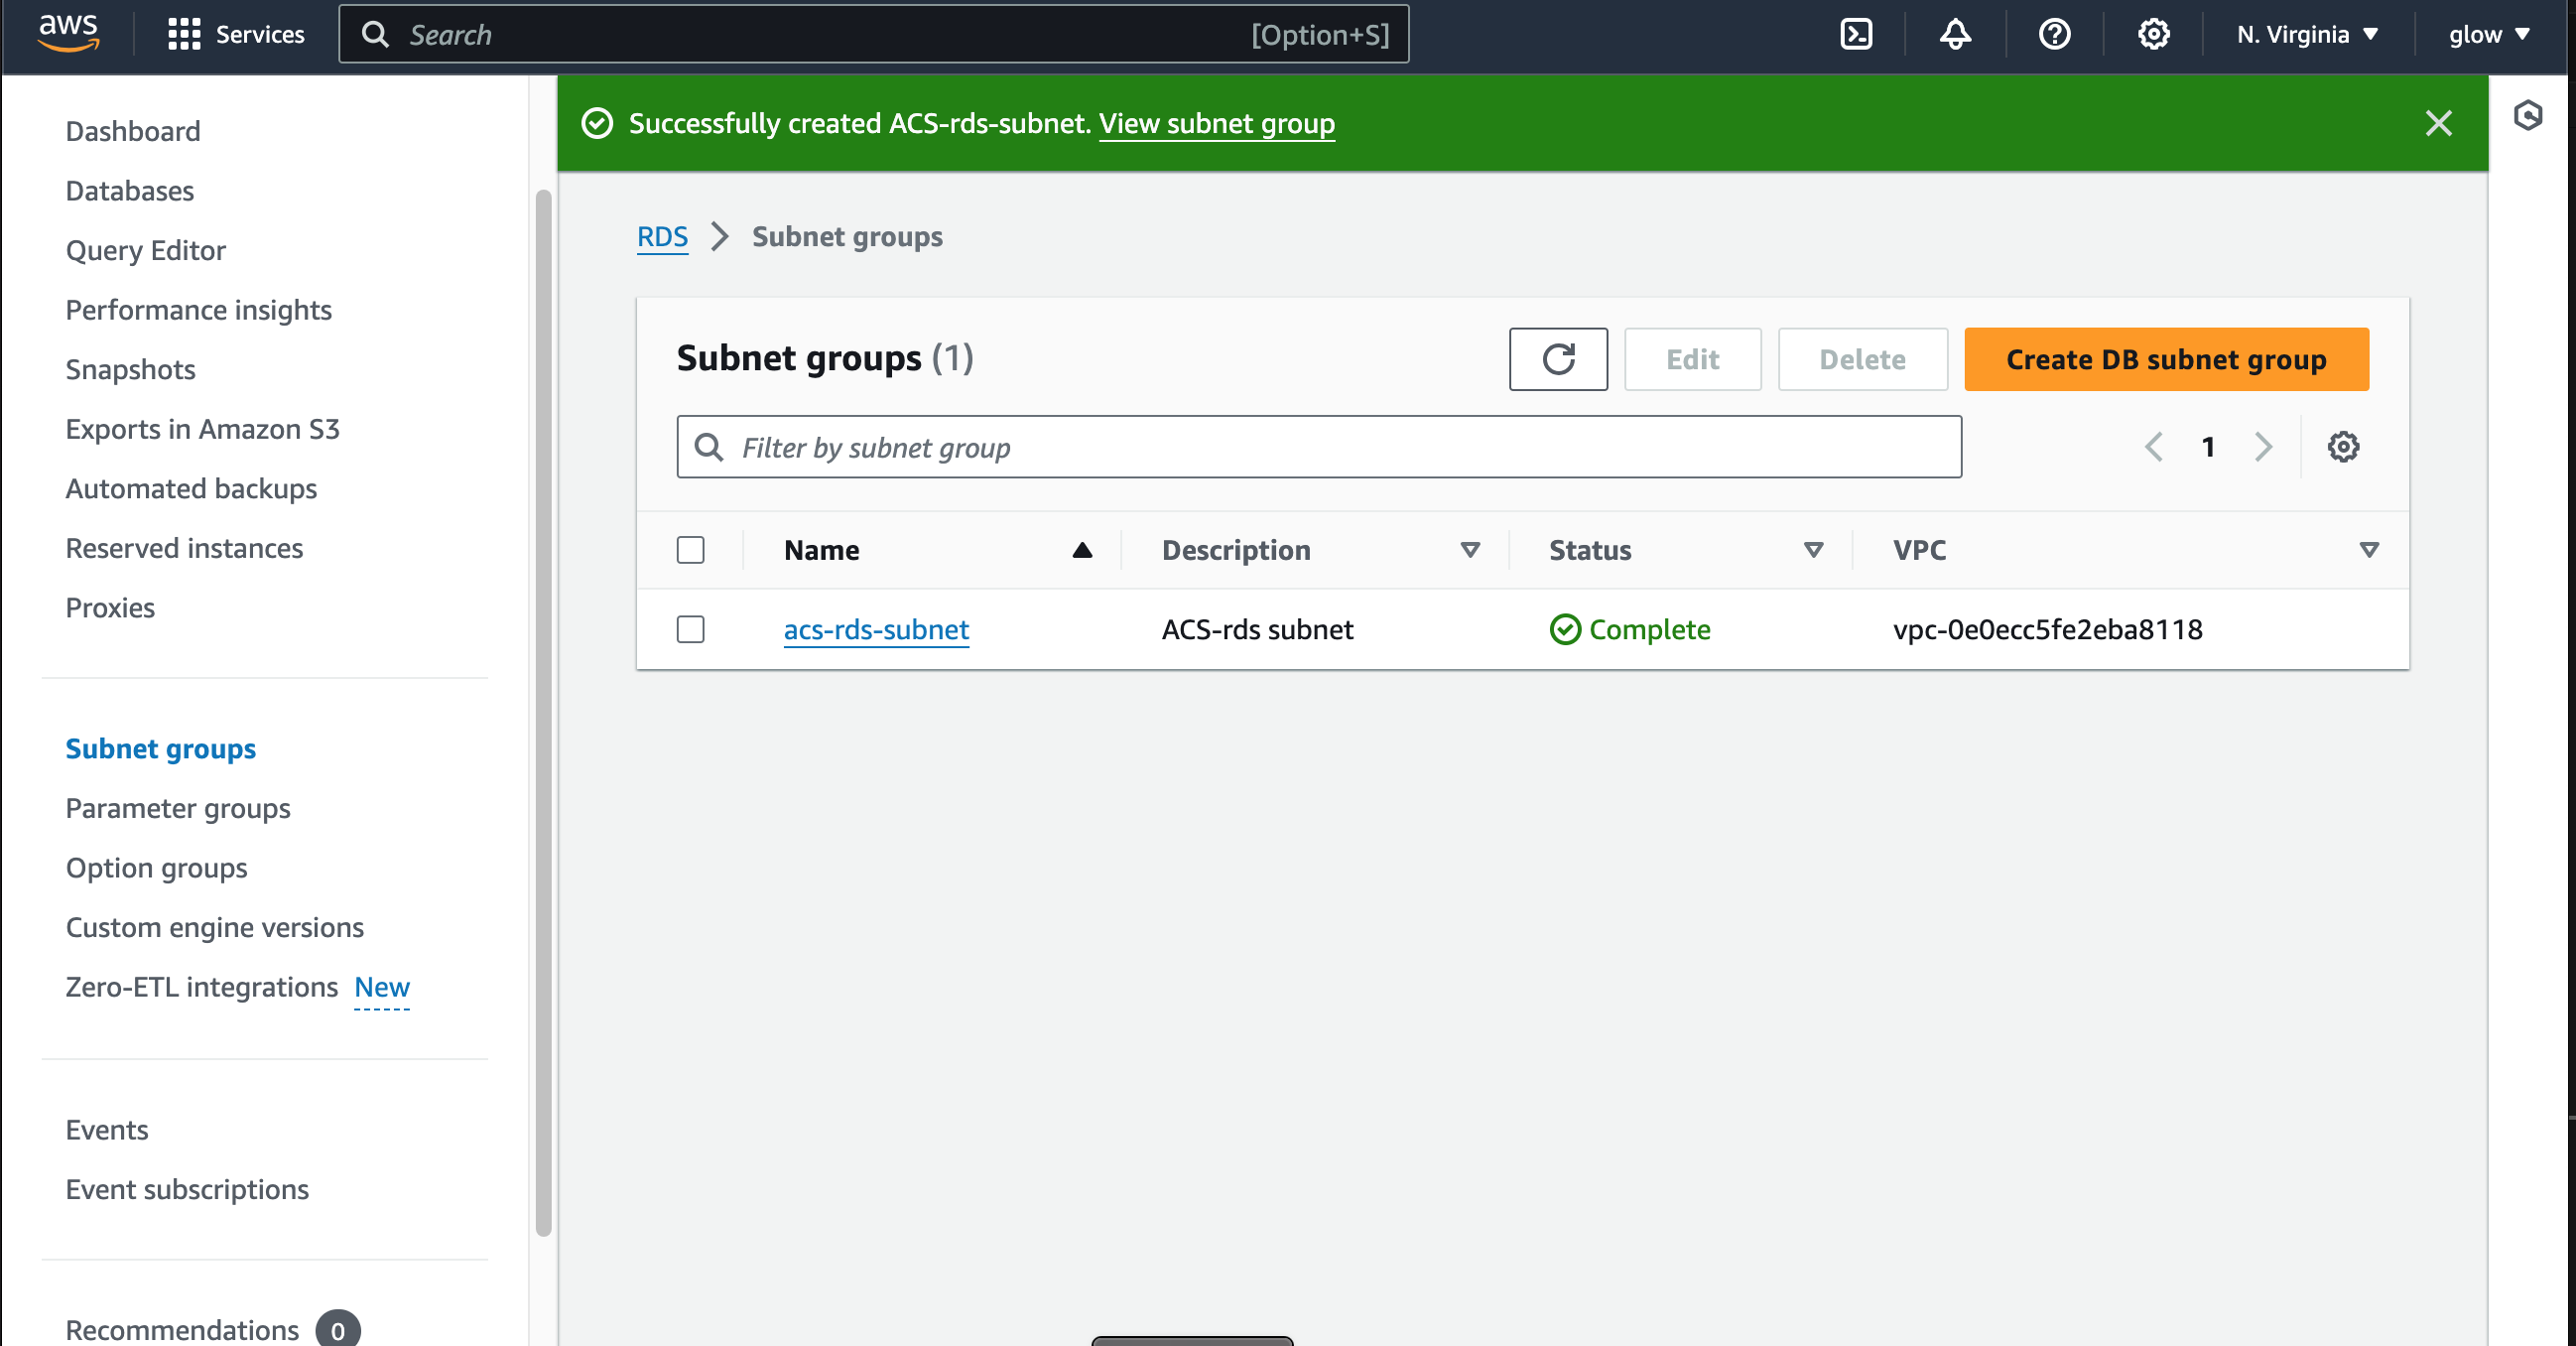 aws
Services
Search
[Option+S]
N. Virginia
glow
Dashboard
Databases
Query Editor
Performance insights
Snapshots
Exports in Amazon S3
Automated backups
Reserved instances
Proxies
Subnet groups
Parameter groups
Option groups
Custom engine versions
Zero-ETL integrations New
Events
Event subscriptions
Recommendations 0
Successfully created ACS-rds-subnet. View subnet group
RDS Subnet groups
Subnet groups (1)
Edit
Delete
Create DB subnet group
Filter by subnet group
1
Name Description Status VPC
acs-rds-subnet ACS-rds subnet Complete vpc-0e0ecc5fe2eba8118